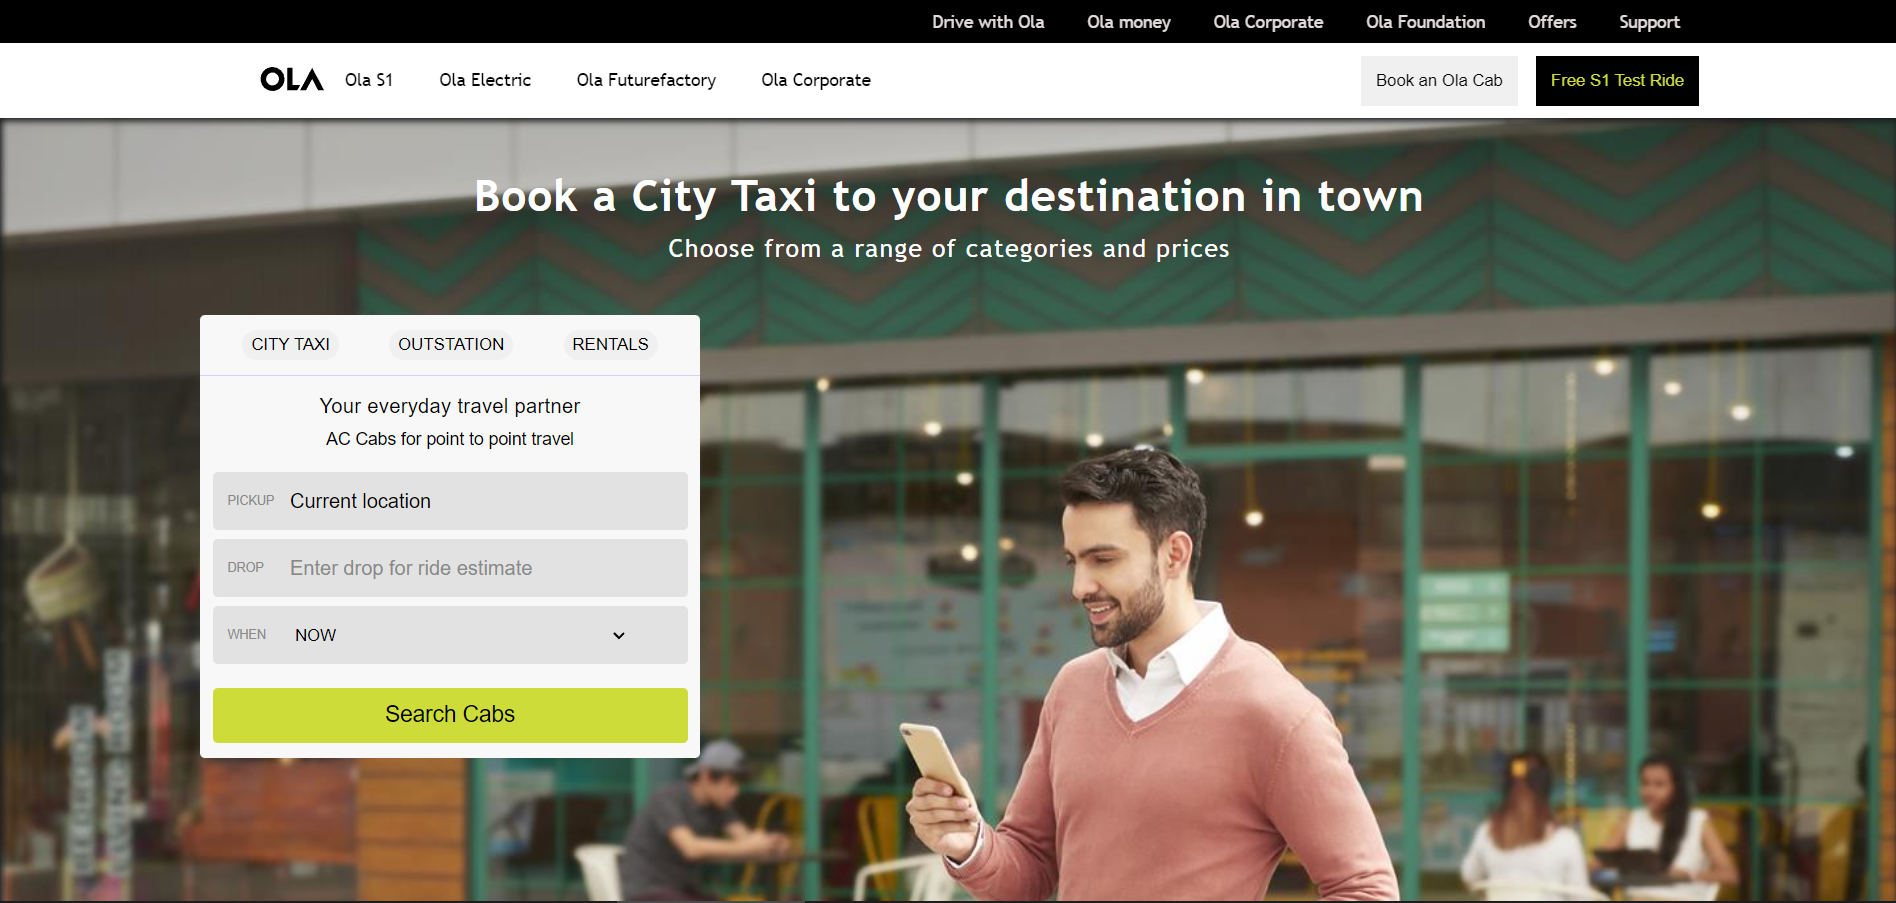 Drive with Ola Ola money Ola Corporate Ola Foundation Offers Support
OLA Ola S1 Ola Electric Ola Futurefactory Ola Corporate Book an Ola Cab Free S1 Test Ride
Book a City Taxi to your destination in town
Choose from a range of categories and prices
CITY TAXI OUTSTATION RENTALS
Your everyday travel partner
AC Cabs for point to point travel
PICKUP Current location
DROP Enter drop for ride estimate
WHEN NOW
Search Cabs